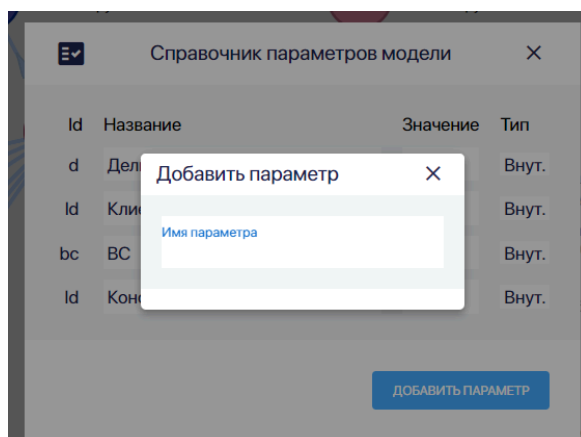 Справочник параметров модели
Id Название Значение Тип
d Внут.
Id Внут.
bc BC Внут.
Id Внут.
Добавить параметр
Имя параметра
ДОБАВИТЬ ПАРАМЕТР